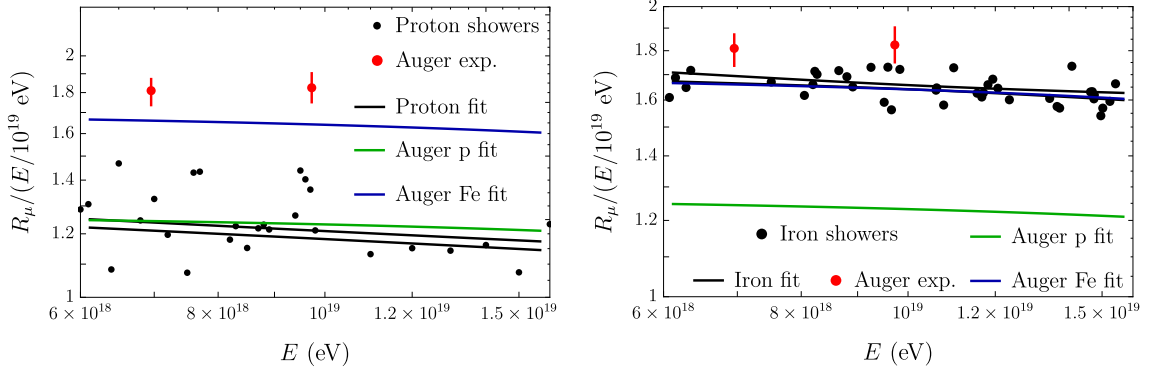 Proton showers
Auger exp.
Proton fit
Auger p fit
Auger Fe fit
2
1.8
1.6
1.4
1.2
1
R_μ/(E/10^19 eV)
6 × 10^18
8 × 10^18
10^19
1.2 × 10^19
1.5 × 10^19
E (eV)
2
1.8
1.6
1.4
1.2
1
R_μ/(E/10^19 eV)
Iron showers
Auger p fit
Iron fit
Auger exp.
Auger Fe fit
6 × 10^18
8 × 10^18
10^19
1.2 × 10^19
1.5 × 10^19
E (eV)